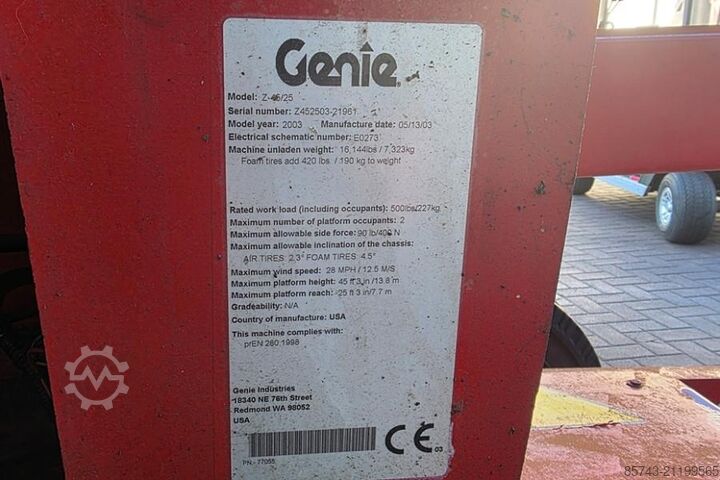 Genie
Model: Z-45/25
Serial number: Z452503-21961
Model year: 2003 Manufacture date: 05/13/03
Electrical schematic number: E0273
Machine unladen weight: 16,144lbs / 7,323kg
Foam tires add 420 lbs. / 190 kg to weight
Rated work load (including occupants): 500lbs/227kg
Maximum number of platform occupants: 2
Maximum allowable side force: 90 lb/400 N
Maximum allowable inclination of the chassis:
AIR TIRES 2.3° FOAM TIRES 4.5°
Maximum wind speed: 28 MPH / 12.5 M/S
Maximum platform height: 45 ft 3 in /13.8 m
Maximum platform reach: 25 ft 3 in/7.7 m
Gradeability: N/A
Country of manufacture: USA
This machine complies with:
prEN 280:1998
Genie Industries
18340 NE 76th Street
Redmond WA 98052
USA
CE 03
PN - 77055
85743-21199565